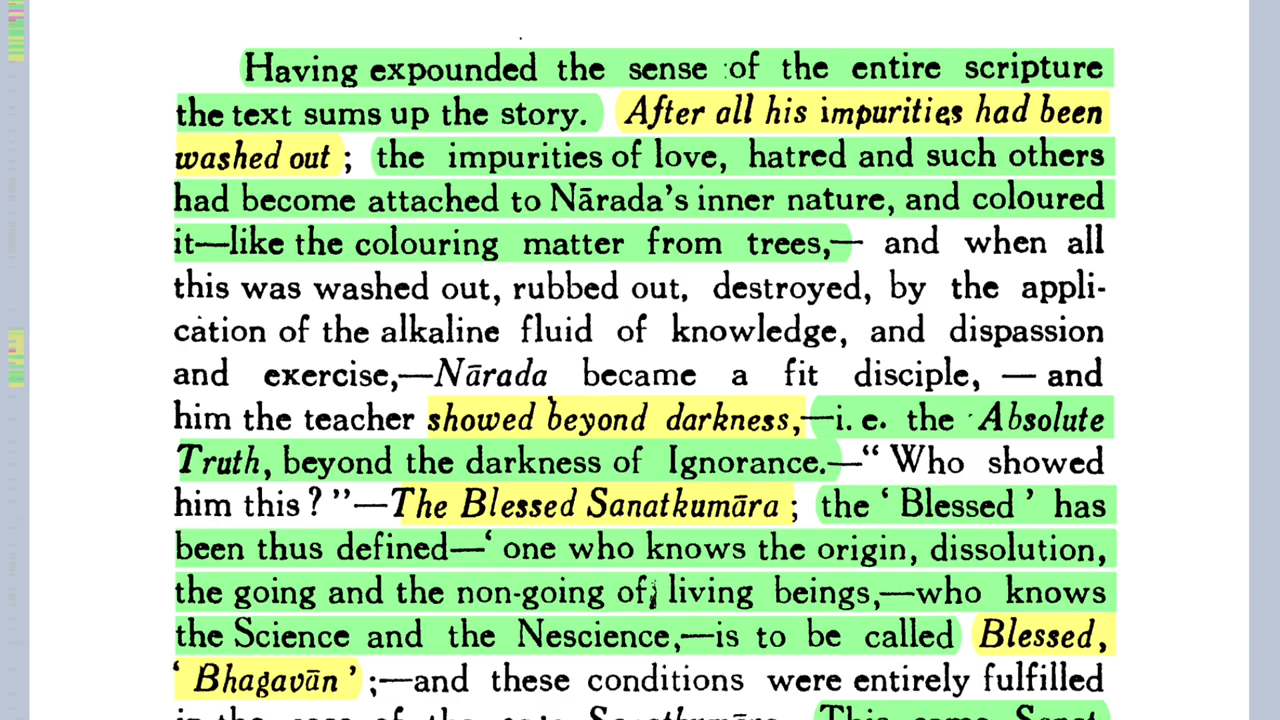 Having expounded the sense of the entire scripture
the text sums up the story. After all his impurities had been
washed out ; the impurities of love, hatred and such others
had become attached to Nārada's inner nature, and coloured
it—like the colouring matter from trees,— and when all
this was washed out, rubbed out, destroyed, by the appli-
cation of the alkaline fluid of knowledge, and dispassion
and exercise,—Nārada became a fit disciple, — and
him the teacher showed beyond darkness,—i. e. the Absolute
Truth, beyond the darkness of Ignorance.—“ Who showed
him this ? ”—The Blessed Sanatkumāra ; the ‘ Blessed ’ has
been thus defined—‘ one who knows the origin, dissolution,
the going and the non-going of living beings,—who knows
the Science and the Nescience,—is to be called Blessed,
‘ Bhagavān ’ ;—and these conditions were entirely fulfilled
in the case of the